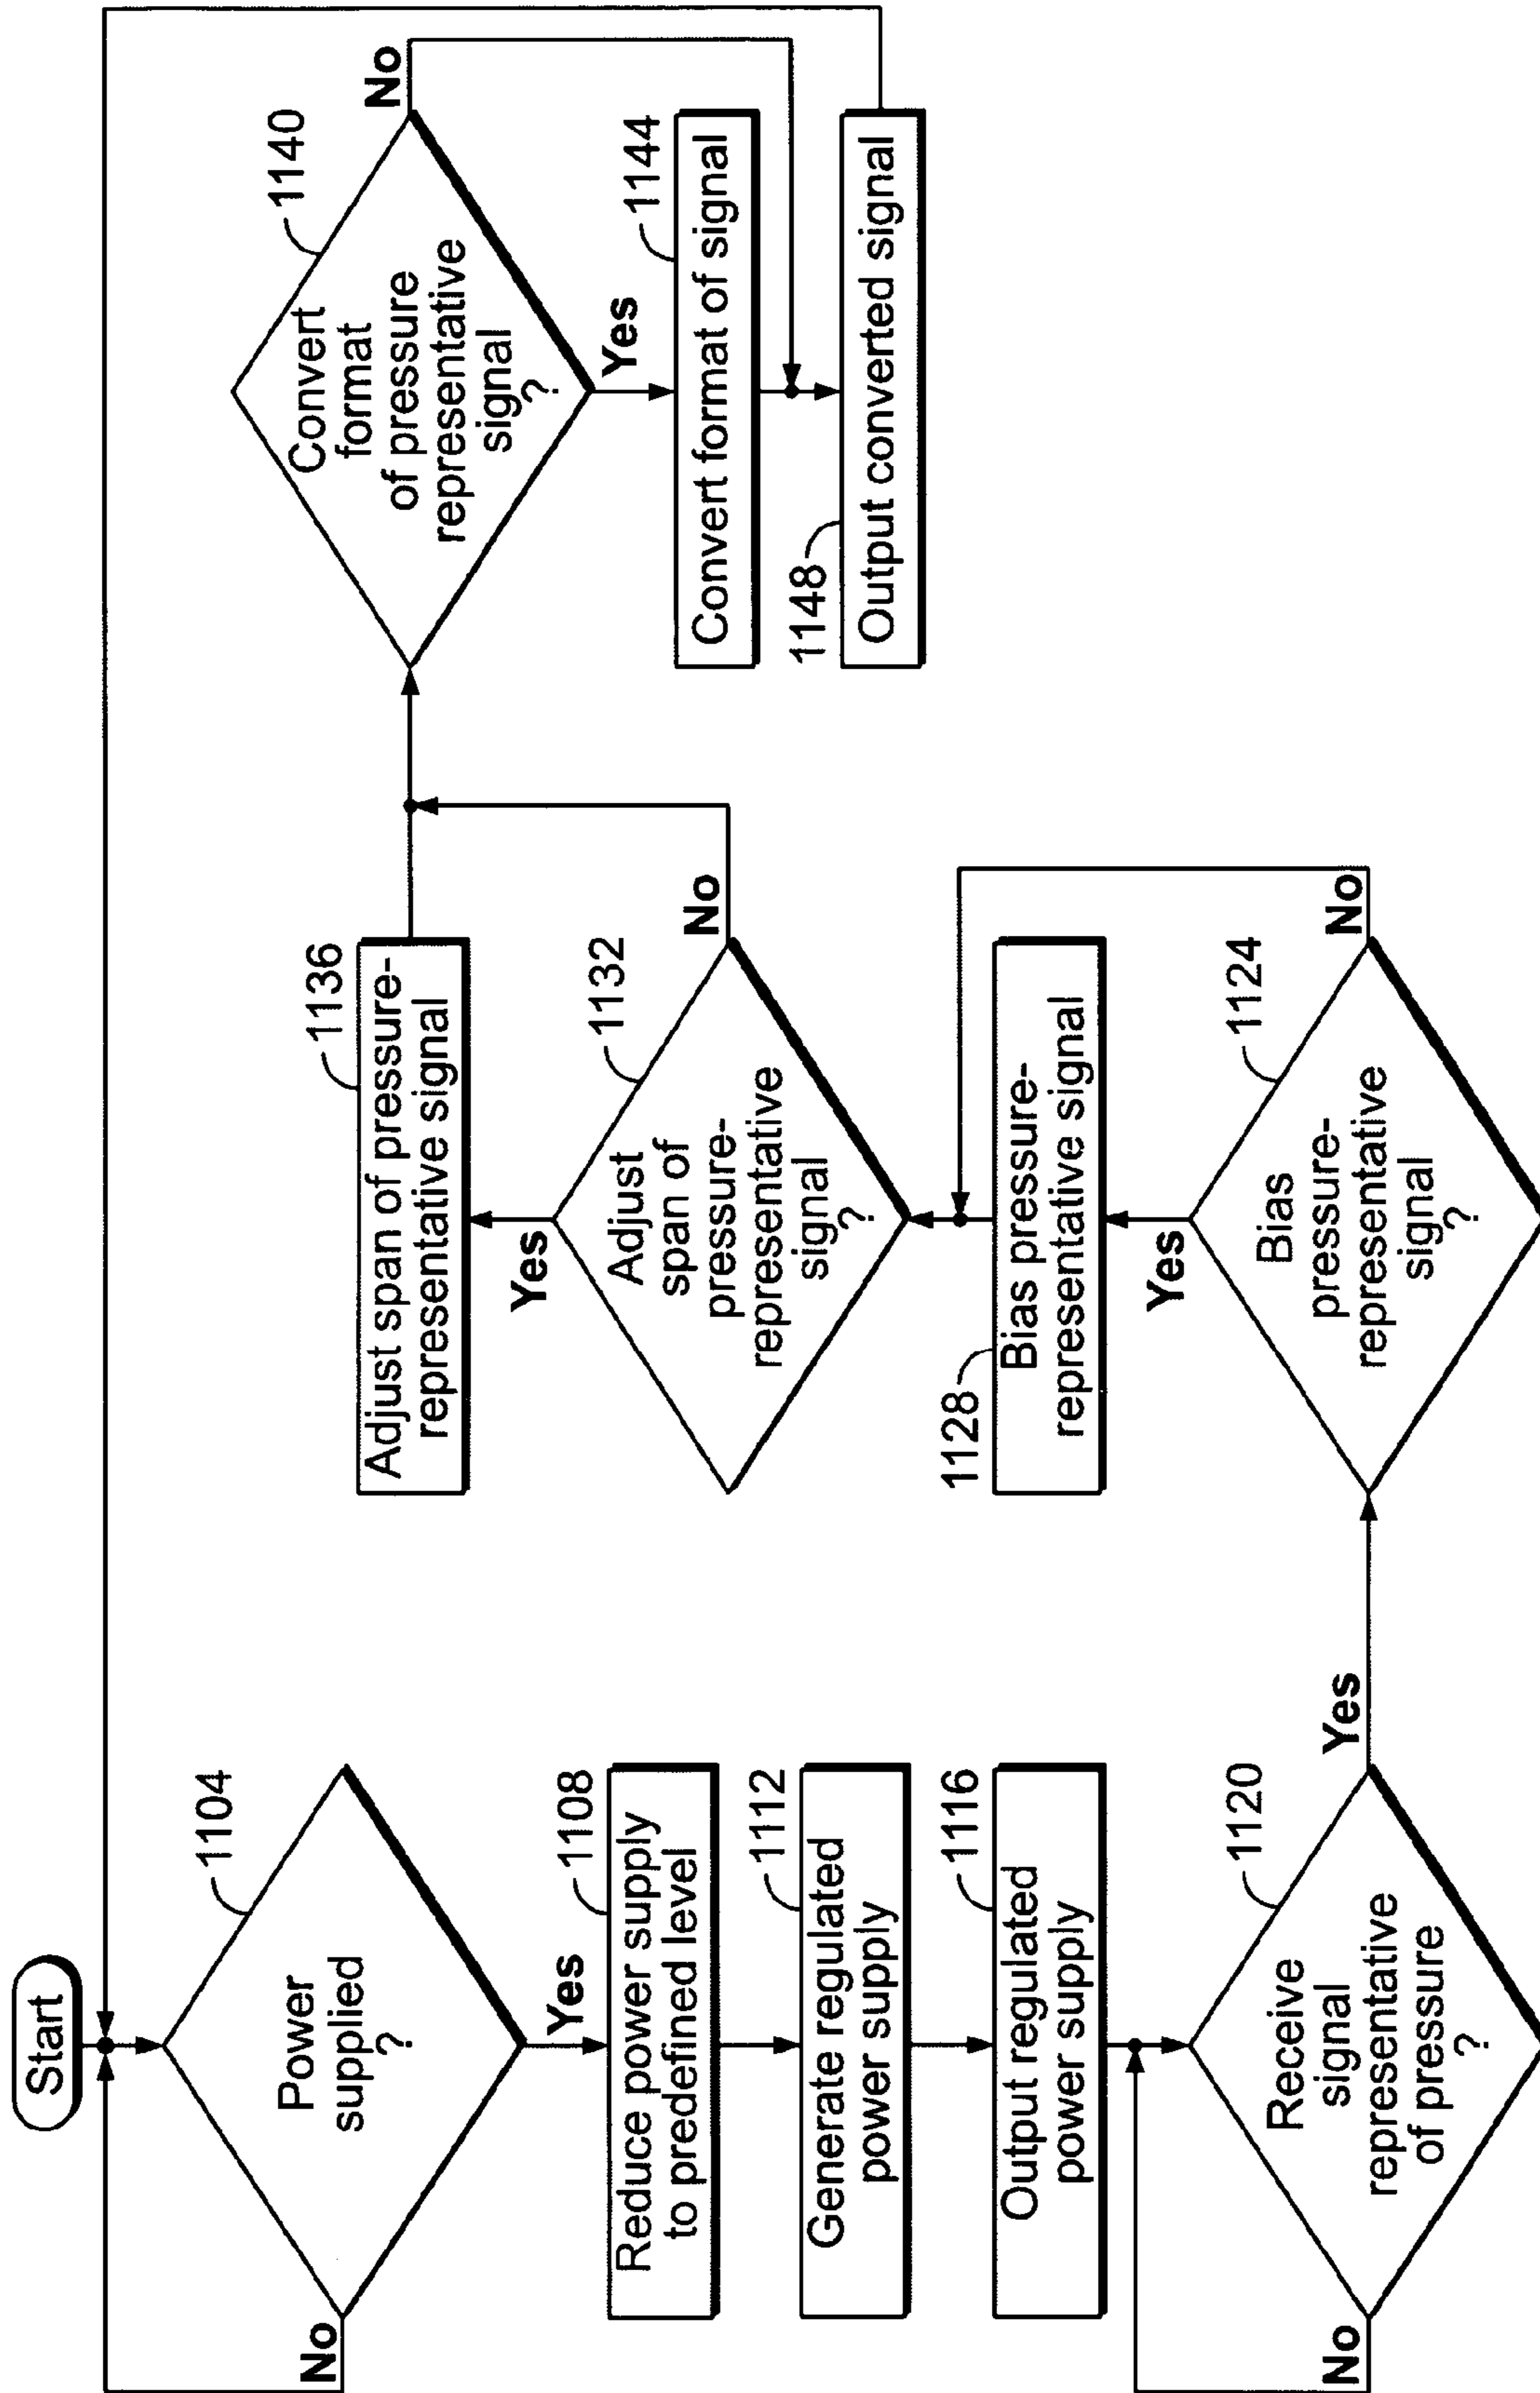 Start
1104
Power
supplied
?
No
Yes
1108
Reduce power supply
to predefined level
1112
Generate regulated
power supply
1116
Output regulated
power supply
1120
Receive
signal
representative
of pressure
?
No
Yes
1124
Bias
pressure-
representative
signal
?
No
Yes
1128
Bias pressure-
representative signal
1132
Adjust
span of
pressure-
representative
signal
?
No
Yes
1136
Adjust span of pressure-
representative signal
1140
Convert
format
of pressure
representative
signal
?
No
Yes
1144
Convert format of signal
1148
Output converted signal